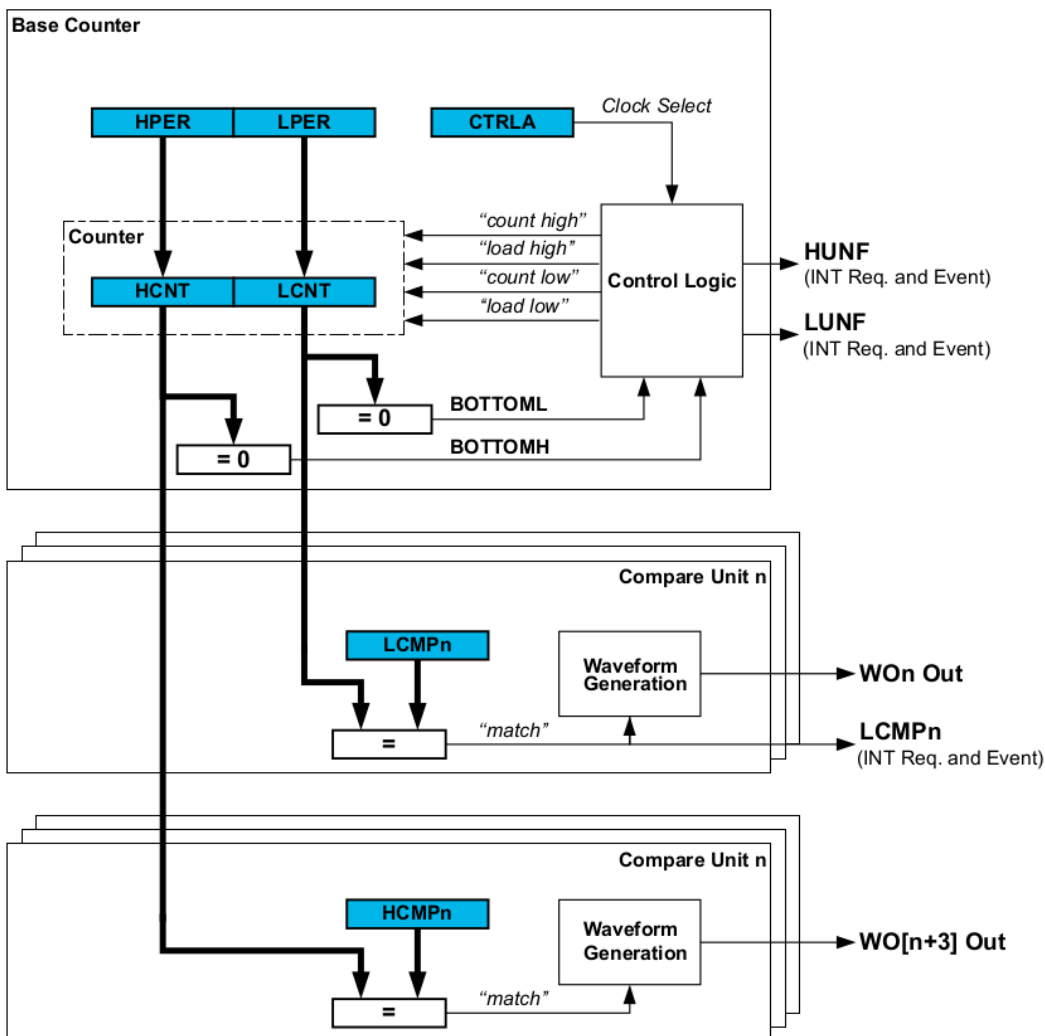 Base Counter
HPER LPER CTRLA Clock Select
Counter
“count high”
“load high”
“count low”
“load low”
Control Logic
HUNF
(INT Req. and Event)
LUNF
(INT Req. and Event)
HCNT LCNT
= 0 BOTTOML
= 0 BOTTOMH
Compare Unit n
LCMPn
Waveform
Generation
WOn Out
= “match”
LCMPn
(INT Req. and Event)
Compare Unit n
HCMPn
Waveform
Generation
WO[n+3] Out
= “match”